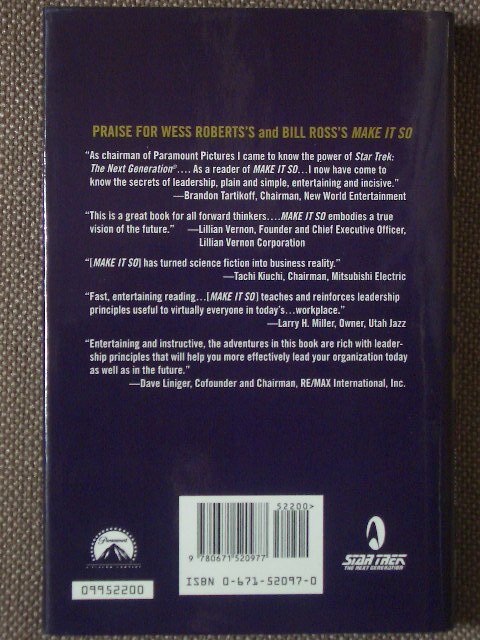 PRAISE FOR WESS ROBERTS'S and BILL ROSS'S MAKE IT SO
"As chairman of Paramount Pictures I came to know the power of Star Trek:
The Next Generation®.... As a reader of MAKE IT SO...I now have come to
know the secrets of leadership, plain and simple, entertaining and incisive."
—Brandon Tartikoff, Chairman, New World Entertainment
"This is a great book for all forward thinkers....MAKE IT SO embodies a true
vision of the future." —Lillian Vernon, Founder and Chief Executive Officer,
Lillian Vernon Corporation
"[MAKE IT SO] has turned science fiction into business reality."
—Tachi Kiuchi, Chairman, Mitsubishi Electric
"Fast, entertaining reading...[MAKE IT SO] teaches and reinforces leadership
principles useful to virtually everyone in today's...workplace."
—Larry H. Miller, Owner, Utah Jazz
"Entertaining and instructive, the adventures in this book are rich with leader-
ship principles that will help you more effectively lead your organization today
as well as in the future."
—Dave Liniger, Cofounder and Chairman, RE/MAX International, Inc.
52200>
9 780671 520977
ISBN 0-671-52097-0
Paramount
09952200
STAR TREK
THE NEXT GENERATION